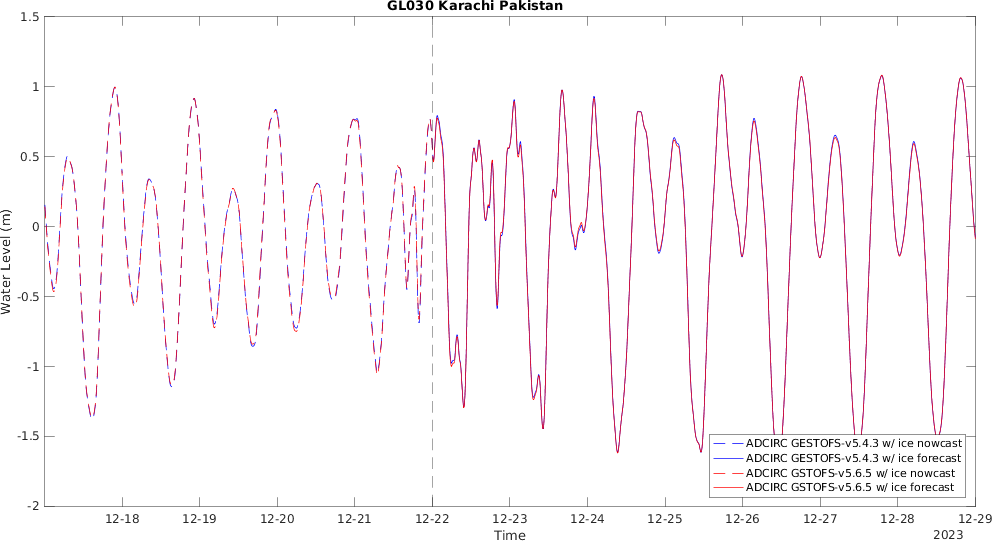 GL030 Karachi Pakistan
1.5
1
0.5
0
-0.5
-1
-1.5
-2
Water Level (m)
ADCIRC GESTOFS-v5.4.3 w/ ice nowcast
ADCIRC GESTOFS-v5.4.3 w/ ice forecast
ADCIRC GSTOFS-v5.6.5 w/ ice nowcast
ADCIRC GSTOFS-v5.6.5 w/ ice forecast
12-18 12-19 12-20 12-21 12-22 12-23 12-24 12-25 12-26 12-27 12-28 12-29
Time
2023